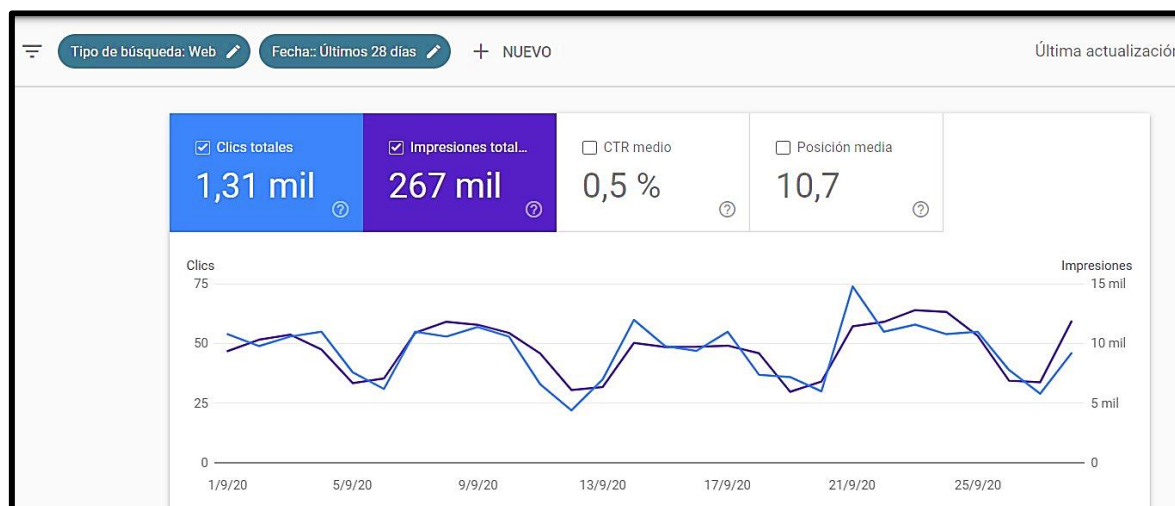 Tipo de búsqueda: Web
Fecha:: Últimos 28 días
+ NUEVO
Última actualización
Clics totales
1,31 mil
Impresiones total...
267 mil
CTR medio
0,5 %
Posición media
10,7
Clics
Impresiones
75
50
25
0
15 mil
10 mil
5 mil
0
1/9/20
5/9/20
9/9/20
13/9/20
17/9/20
21/9/20
25/9/20